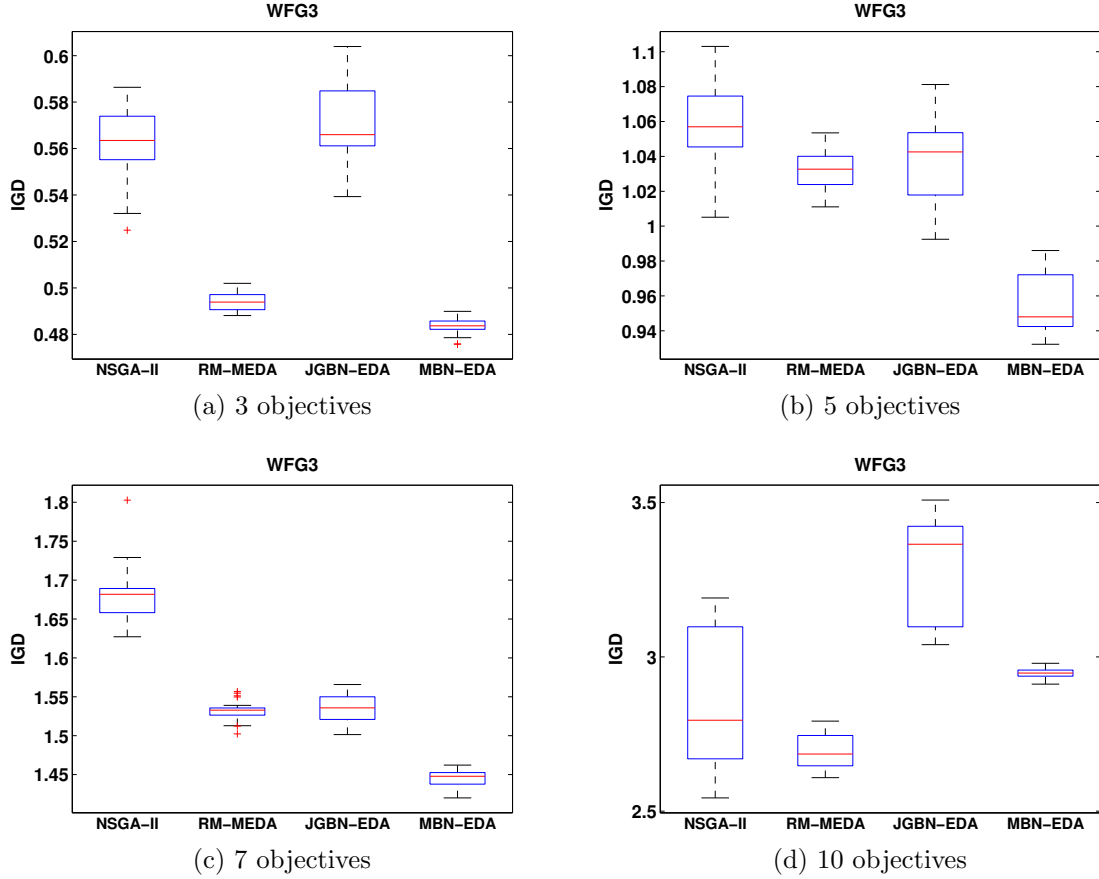 WFG3
0.6
0.58
0.56
0.54
0.52
0.5
0.48
IGD
NSGA−II RM−MEDA JGBN−EDA MBN−EDA
(a) 3 objectives
WFG3
1.1
1.08
1.06
1.04
1.02
1
0.98
0.96
0.94
IGD
NSGA−II RM−MEDA JGBN−EDA MBN−EDA
(b) 5 objectives
WFG3
1.8
1.75
1.7
1.65
1.6
1.55
1.5
1.45
IGD
NSGA−II RM−MEDA JGBN−EDA MBN−EDA
(c) 7 objectives
WFG3
3.5
3
2.5
IGD
NSGA−II RM−MEDA JGBN−EDA MBN−EDA
(d) 10 objectives